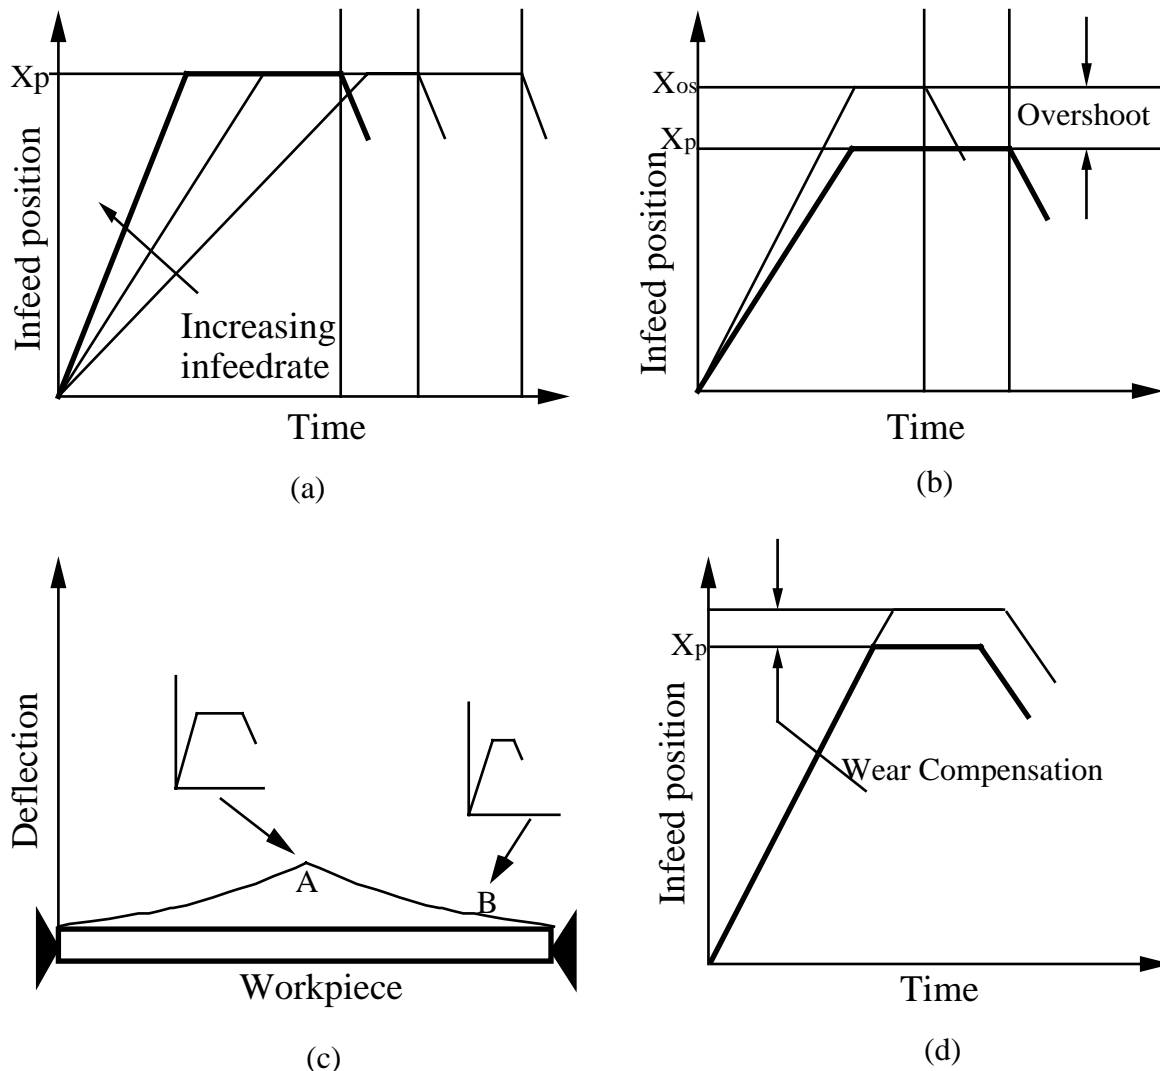 Xp
Infeed position
Increasing
infeedrate
Time
(a)
Xos
Xp
Overshoot
Infeed position
Time
(b)
Deflection
A
B
Workpiece
(c)
Xp
Infeed position
Wear Compensation
Time
(d)